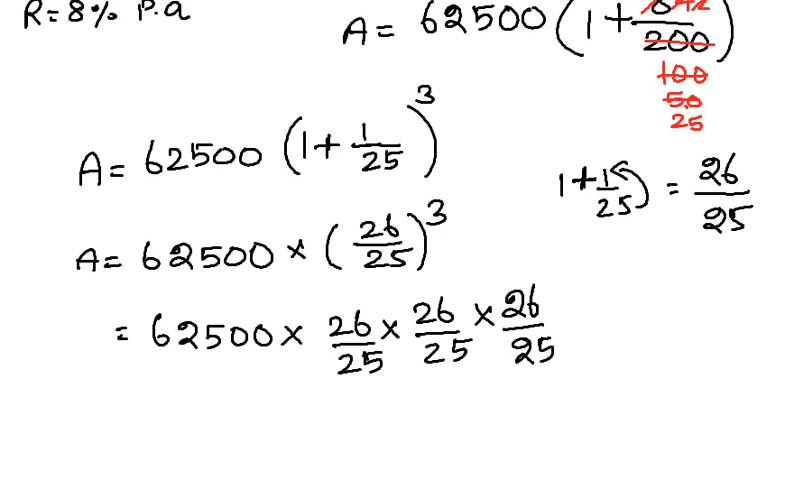 R = 8% p.a
A = 62500 (1 + 8/200)
100
50
25
A = 62500 (1 + 1/25)^3
1 + 1/25) = 26/25
A = 62500 × (26/25)^3
= 62500 × 26/25 × 26/25 × 26/25